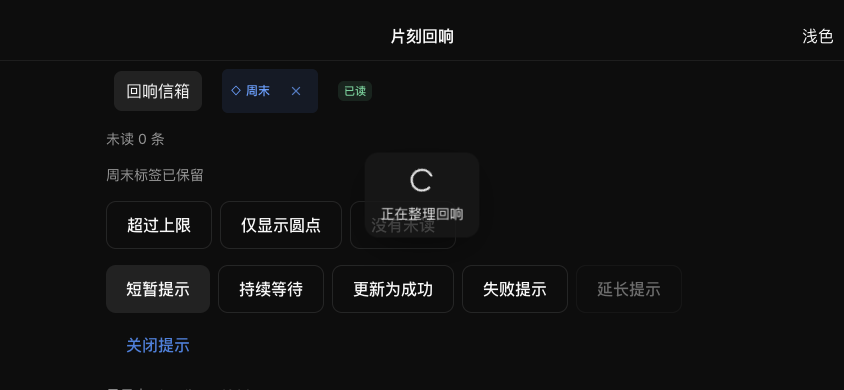 片刻回响 浅色
回响信箱 周末 × 已读
未读 0 条
周末标签已保留
正在整理回响
超过上限 仅显示圆点 没有未读
短暂提示 持续等待 更新为成功 失败提示 延长提示
关闭提示